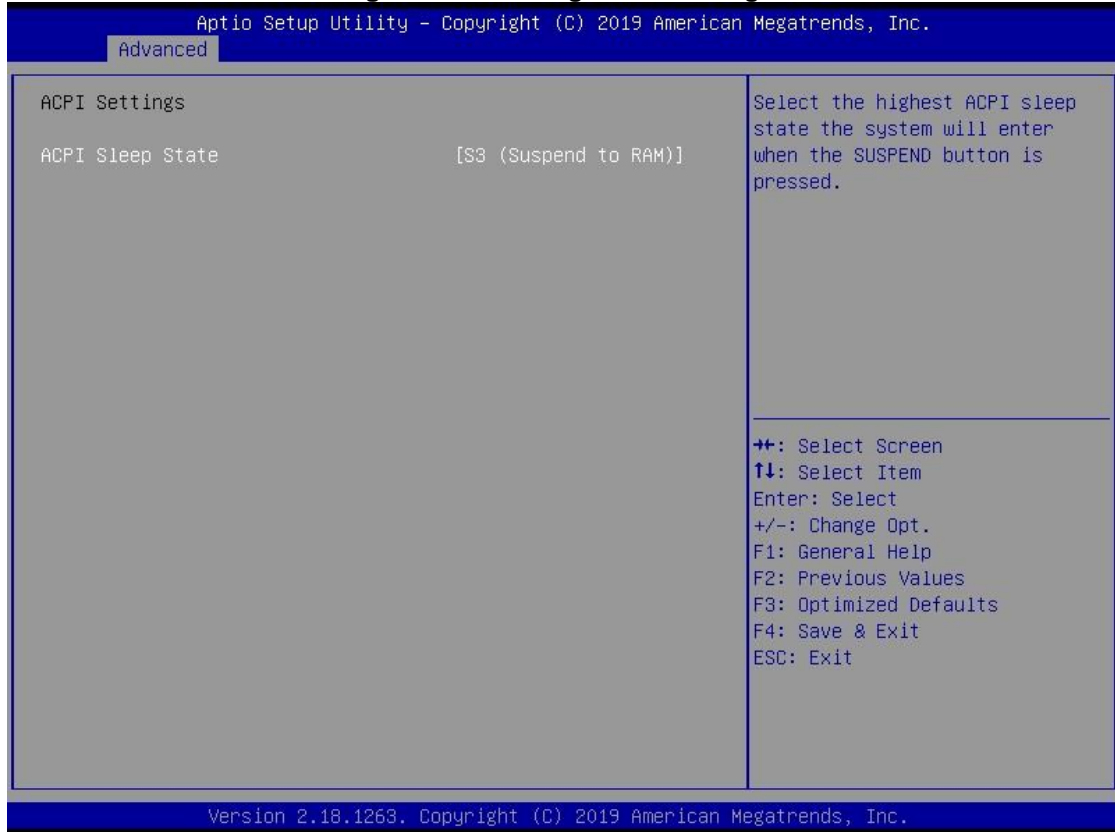 Aptio Setup Utility – Copyright (C) 2019 American Megatrends, Inc.
Advanced
ACPI Settings
ACPI Sleep State [S3 (Suspend to RAM)]
Select the highest ACPI sleep
state the system will enter
when the SUSPEND button is
pressed.
→←: Select Screen
↑↓: Select Item
Enter: Select
+/-: Change Opt.
F1: General Help
F2: Previous Values
F3: Optimized Defaults
F4: Save & Exit
ESC: Exit
Version 2.18.1263. Copyright (C) 2019 American Megatrends, Inc.